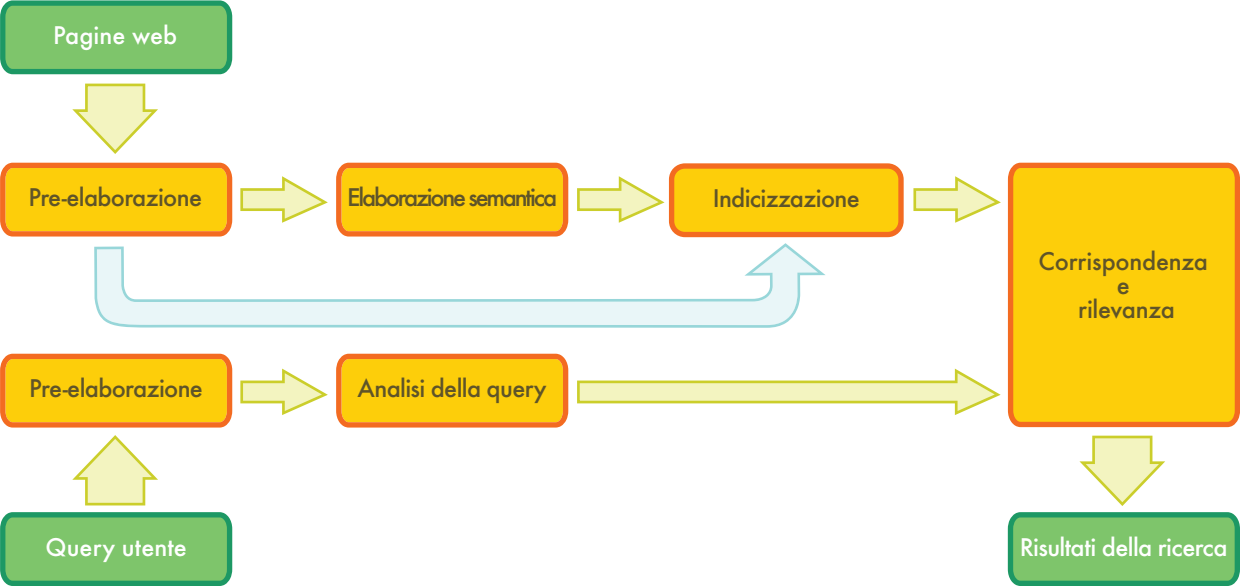 Pagine web
Pre-elaborazione
Elaborazione semantica
Indicizzazione
Corrispondenza
e
rilevanza
Pre-elaborazione
Analisi della query
Query utente
Risultati della ricerca